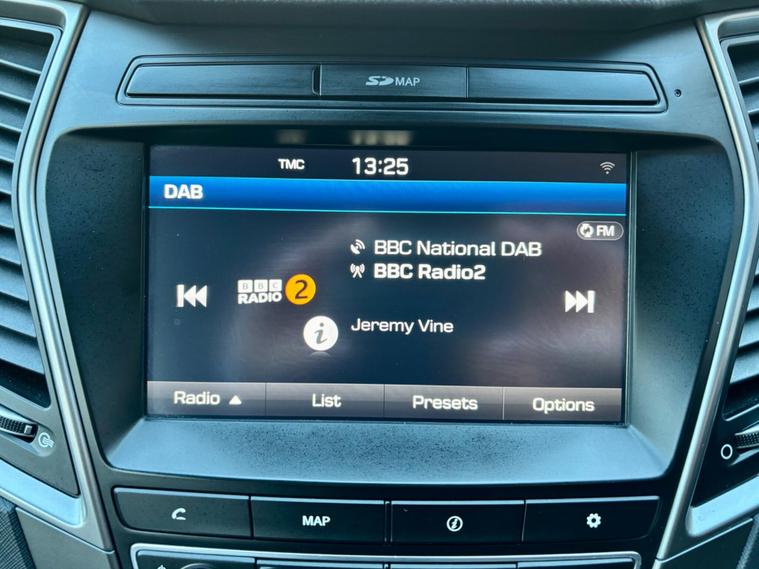 SD MAP
TMC 13:25
DAB
FM
BBC National DAB
BBC Radio2
BBC
RADIO 2
i Jeremy Vine
Radio List Presets Options
MAP i